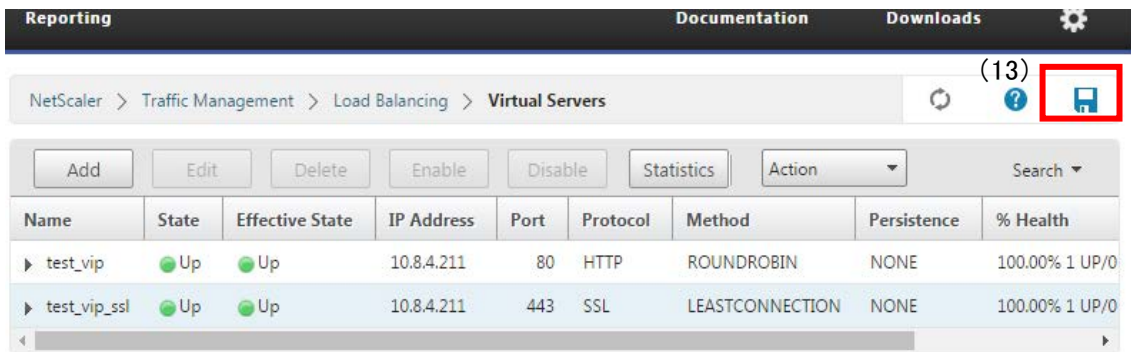 Reporting Documentation Downloads
(13)
NetScaler > Traffic Management > Load Balancing > Virtual Servers
Add Edit Delete Enable Disable Statistics Action Search
Name State Effective State IP Address Port Protocol Method Persistence % Health
test_vip Up Up 10.8.4.211 80 HTTP ROUNDROBIN NONE 100.00% 1 UP/0
test_vip_ssl Up Up 10.8.4.211 443 SSL LEASTCONNECTION NONE 100.00% 1 UP/0